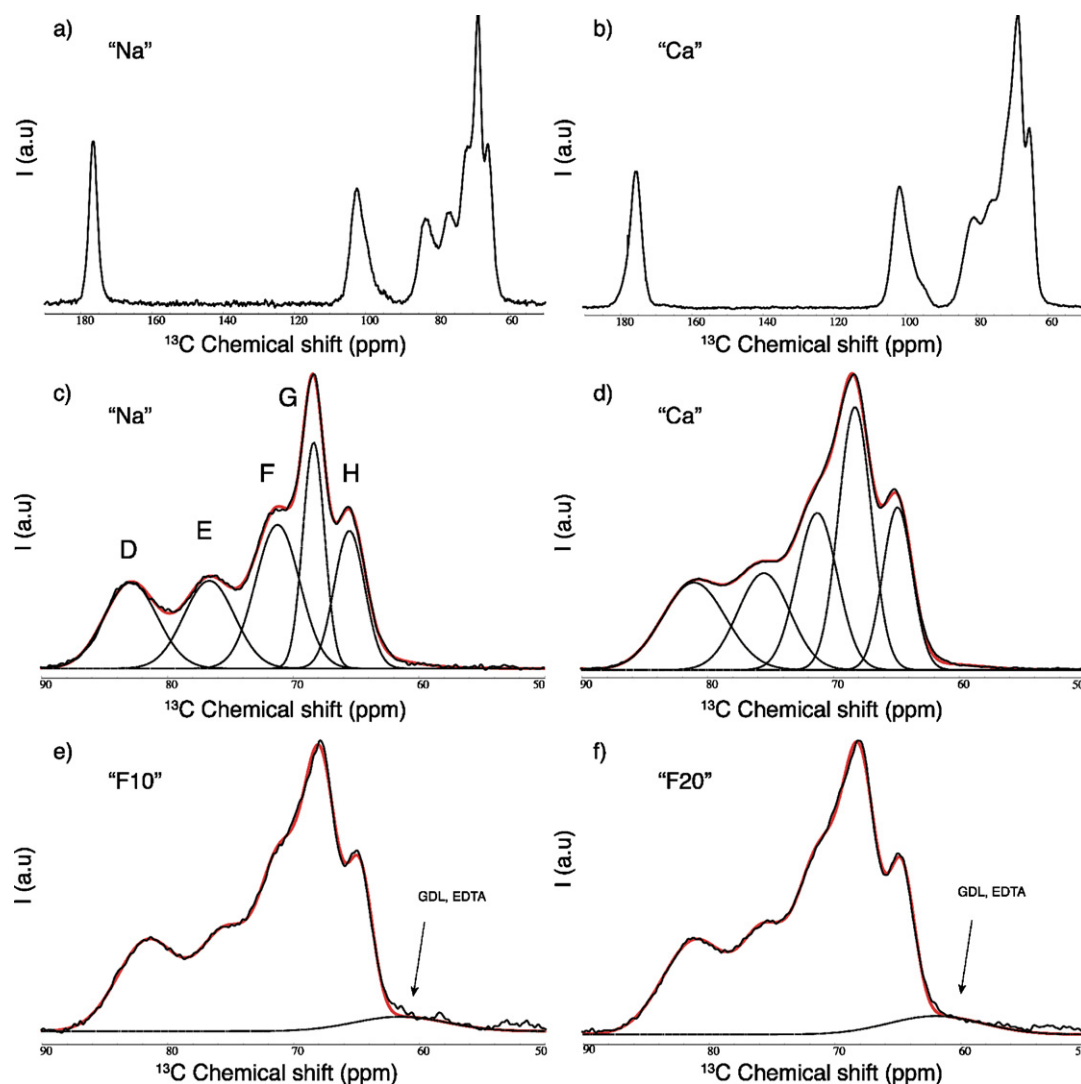 a)
"Na"
I (a.u)
180 160 140 120 100 80 60
¹³C Chemical shift (ppm)
b)
"Ca"
I (a.u)
180 160 140 120 100 80 60
¹³C Chemical shift (ppm)
c)
"Na"
D
E
F
G
H
I (a.u)
90 80 70 60 50
¹³C Chemical shift (ppm)
d)
"Ca"
I (a.u)
90 80 70 60 50
¹³C Chemical shift (ppm)
e)
"F10"
GDL, EDTA
I (a.u)
90 80 70 60 50
¹³C Chemical shift (ppm)
f)
"F20"
GDL, EDTA
I (a.u)
90 80 70 60 50
¹³C Chemical shift (ppm)